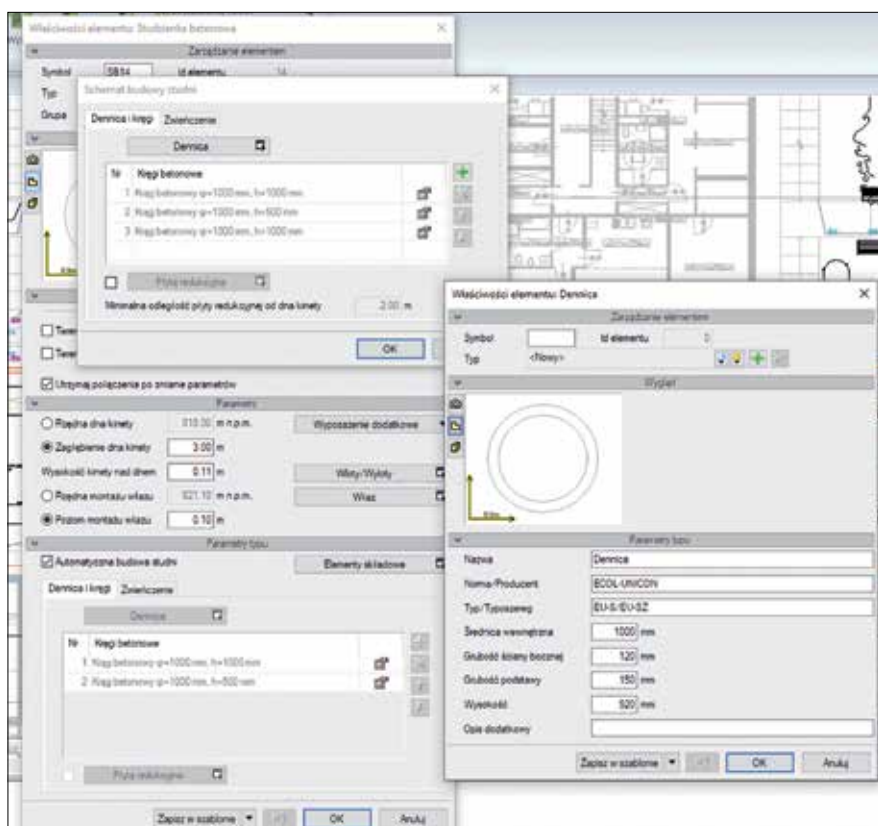 Właściwości elementu: Studzienka betonowa
Zarządzanie elementem
Symbol SB14 Id elementu 14
Typ
Grupa
Schemat budowy studni
Dennica i kręgi Zwieńczenie
Dennica
Nr Kręgi betonowe
1 Krąg betonowy φ=1000 mm, h=1000 mm
2 Krąg betonowy φ=1000 mm, h=500 mm
3 Krąg betonowy φ=1000 mm, h=1000 mm
Płyta redukcyjna
Minimalna odległość płyty redukcyjnej od dna kinety 2.00 m
OK
Utrzymaj połączenie po zmianie parametrów
Parametry
Rzędna dna kinety m n.p.m. Wyposażenie dodatkowe
Zagłębienie dna kinety 3.00 m
Wysokość kinety nad dnem 0.11 m Wloty/Wyloty
Rzędna montażu włazu 821.10 m n.p.m. Właz
Poziom montażu włazu 0.10 m
Parametry typu
Automatyczna budowa studni Elementy składowe
Dennica i kręgi Zwieńczenie
Dennica
Nr Kręgi betonowe
1 Krąg betonowy φ=1000 mm, h=1000 mm
2 Krąg betonowy φ=1000 mm, h=500 mm
Płyta redukcyjna
Zapisz w szablonie OK Anuluj
Właściwości elementu: Dennica
Zarządzanie elementem
Symbol Id elementu 0
Typ <Nowy>
Wygląd
Parametry typu
Nazwa Dennica
Norma/Producent ECOL-UNICON
Typ/Typoszereg EU-S/EU-SZ
Średnica wewnętrzna 1000 mm
Grubość ściany bocznej 120 mm
Grubość podstawy 150 mm
Wysokość 520 mm
Opis dodatkowy
Zapisz w szablonie OK Anuluj